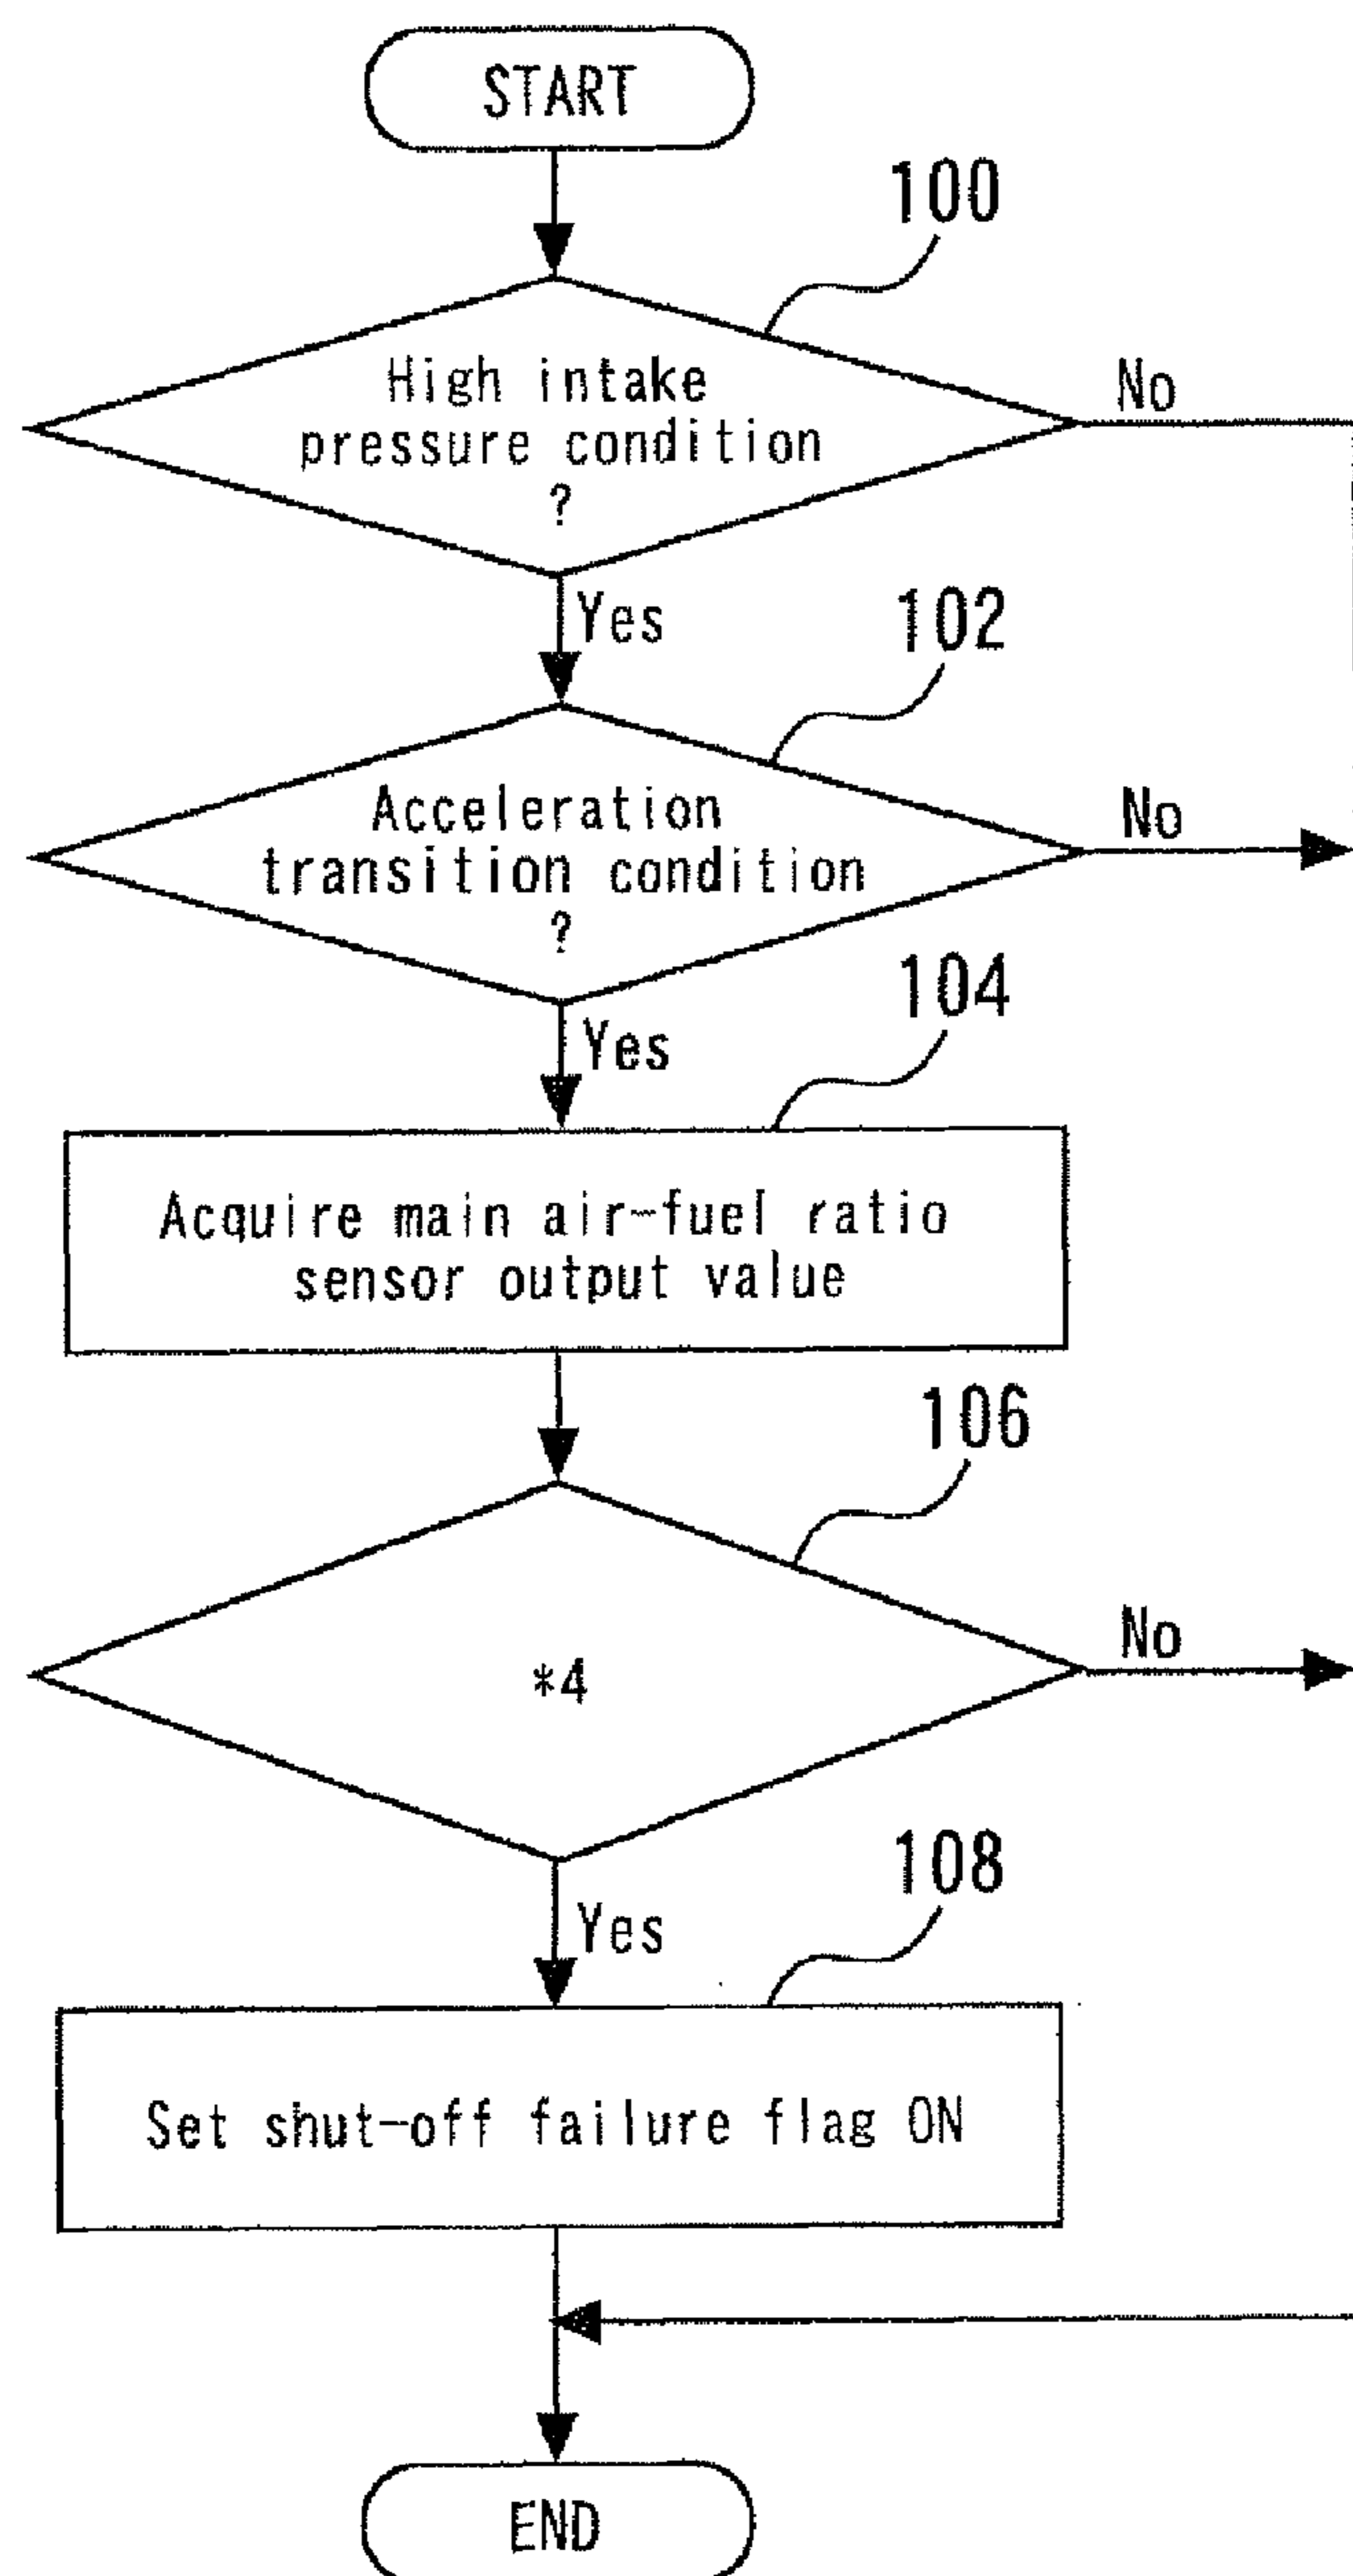 START
100
High intake
pressure condition
?
No
Yes
102
Acceleration
transition condition
?
No
Yes
104
Acquire main air-fuel ratio
sensor output value
106
*4
No
Yes
108
Set shut-off failure flag ON
END